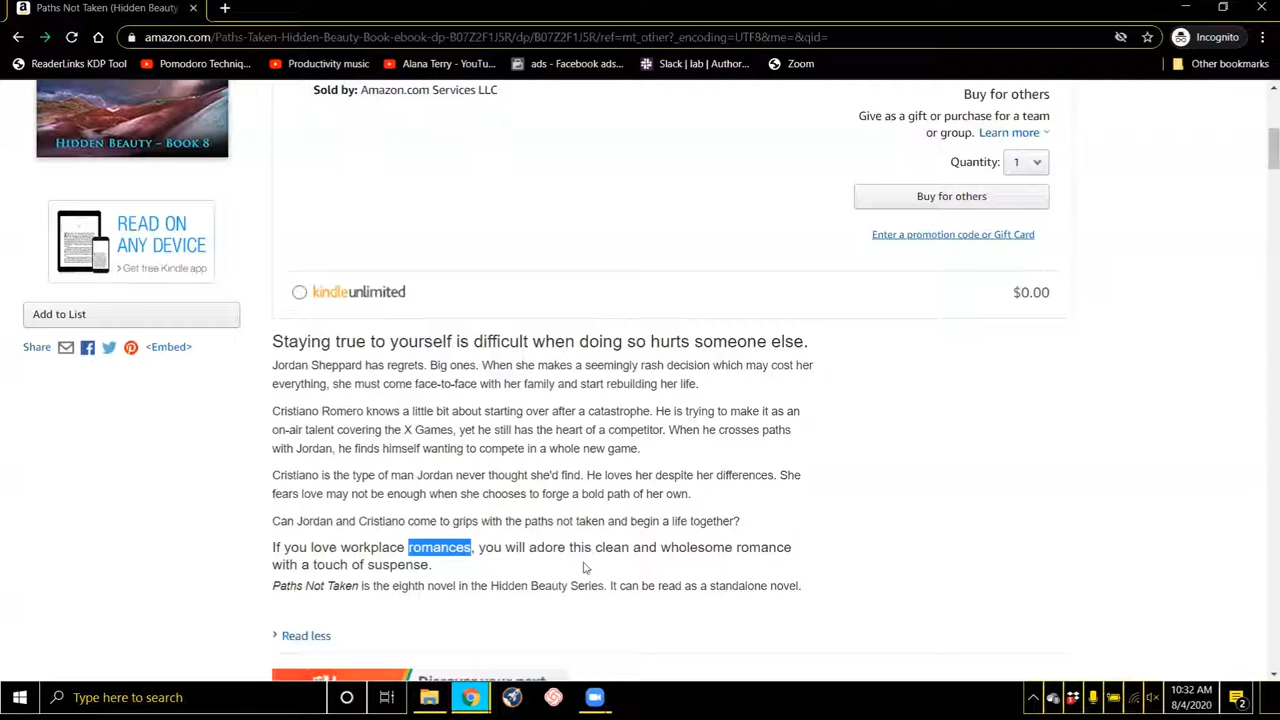 Paths Not Taken (Hidden Beauty
amazon.com/Paths-Taken-Hidden-Beauty-Book-ebook-dp-B07Z2F1J5R/dp/B07Z2F1J5R/ref=mt_other?_encoding=UTF8&me=&qid=
Incognito
ReaderLinks KDP Tool
Pomodoro Techniq...
Productivity music
Alana Terry - YouTu...
ads - Facebook ads...
Slack | lab | Author...
Zoom
Other bookmarks
HIDDEN BEAUTY – BOOK 8
Sold by: Amazon.com Services LLC
Buy for others
Give as a gift or purchase for a team
or group. Learn more
Quantity: 1
Buy for others
Enter a promotion code or Gift Card
READ ON
ANY DEVICE
› Get free Kindle app
kindleunlimited
$0.00
Add to List
Share
<Embed>
Staying true to yourself is difficult when doing so hurts someone else.
Jordan Sheppard has regrets. Big ones. When she makes a seemingly rash decision which may cost her
everything, she must come face-to-face with her family and start rebuilding her life.
Cristiano Romero knows a little bit about starting over after a catastrophe. He is trying to make it as an
on-air talent covering the X Games, yet he still has the heart of a competitor. When he crosses paths
with Jordan, he finds himself wanting to compete in a whole new game.
Cristiano is the type of man Jordan never thought she'd find. He loves her despite her differences. She
fears love may not be enough when she chooses to forge a bold path of her own.
Can Jordan and Cristiano come to grips with the paths not taken and begin a life together?
If you love workplace romances, you will adore this clean and wholesome romance
with a touch of suspense.
Paths Not Taken is the eighth novel in the Hidden Beauty Series. It can be read as a standalone novel.
Read less
Type here to search
10:32 AM
8/4/2020
2